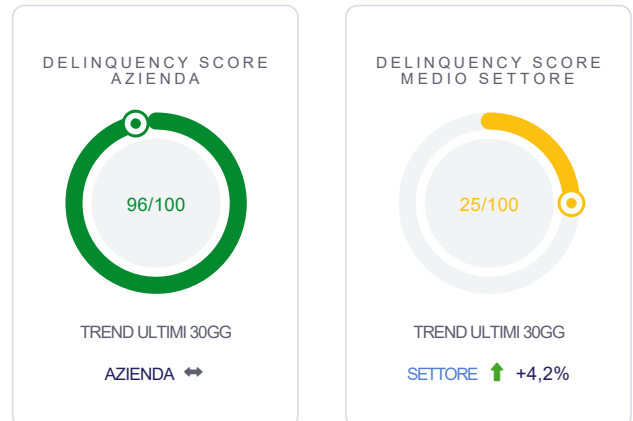 DELINQUENCY SCORE
AZIENDA
96/100
TREND ULTIMI 30GG
AZIENDA
DELINQUENCY SCORE
MEDIO SETTORE
25/100
TREND ULTIMI 30GG
SETTORE +4,2%